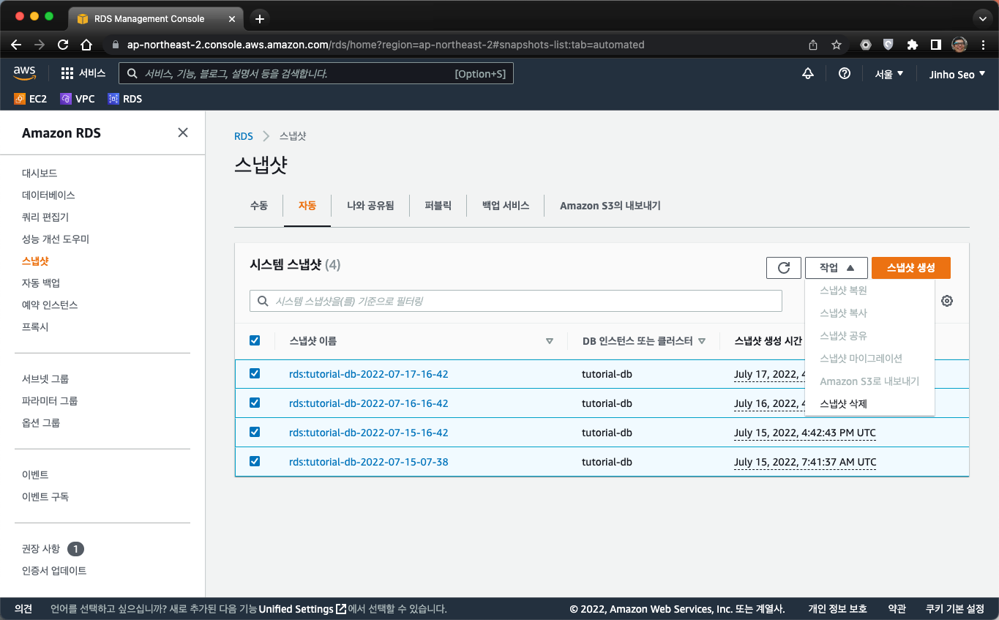 RDS Management Console
ap-northeast-2.console.aws.amazon.com/rds/home?region=ap-northeast-2#snapshots-list:tab=automated
aws
서비스
서비스, 기능, 블로그, 설명서 등을 검색합니다.
[Option+S]
서울
Jinho Seo
EC2
VPC
RDS
Amazon RDS
대시보드
데이터베이스
쿼리 편집기
성능 개선 도우미
스냅샷
자동 백업
예약 인스턴스
프록시
서브넷 그룹
파라미터 그룹
옵션 그룹
이벤트
이벤트 구독
권장 사항 1
인증서 업데이트
RDS 스냅샷
스냅샷
수동
자동
나와 공유됨
퍼블릭
백업 서비스
Amazon S3의 내보내기
시스템 스냅샷 (4)
작업
스냅샷 생성
시스템 스냅샷을(를) 기준으로 필터링
스냅샷 복원
스냅샷 복사
스냅샷 공유
스냅샷 마이그레이션
Amazon S3로 내보내기
스냅샷 삭제
스냅샷 이름 DB 인스턴스 또는 클러스터 스냅샷 생성 시간
rds:tutorial-db-2022-07-17-16-42 tutorial-db July 17, 2022, 4
rds:tutorial-db-2022-07-16-16-42 tutorial-db July 16, 2022, 4
rds:tutorial-db-2022-07-15-16-42 tutorial-db July 15, 2022, 4:42:43 PM UTC
rds:tutorial-db-2022-07-15-07-38 tutorial-db July 15, 2022, 7:41:37 AM UTC
의견
언어를 선택하고 싶으십니까? 새로 추가된 다음 기능 Unified Settings 에서 선택할 수 있습니다.
© 2022, Amazon Web Services, Inc. 또는 계열사.
개인 정보 보호
약관
쿠키 기본 설정